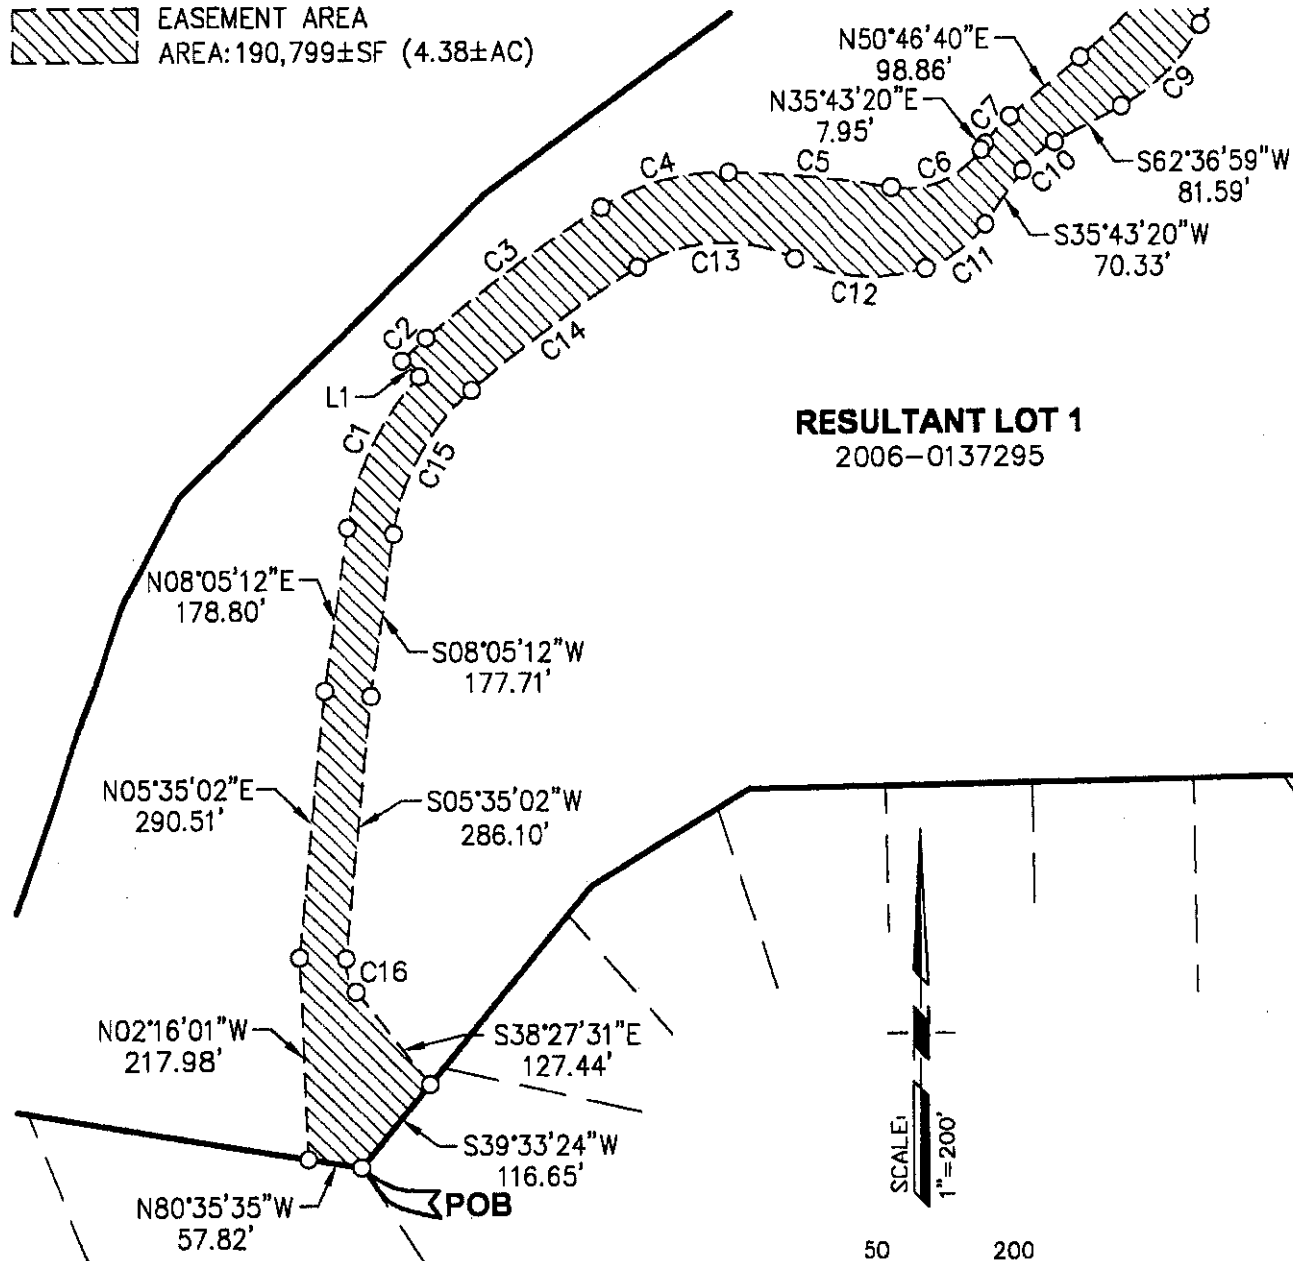 EASEMENT AREA
AREA: 190,799±SF (4.38±AC)
N50°46'40"E
98.86'
N35°43'20"E
7.95'
C7
C9
C4
C5
C6
C10
S62°36'59"W
81.59'
C3
C13
C11
S35°43'20"W
70.33'
C12
C2
C14
L1
C1
C15
RESULTANT LOT 1
2006-0137295
N08°05'12"E
178.80'
S08°05'12"W
177.71'
N05°35'02"E
290.51'
S05°35'02"W
286.10'
C16
N02°16'01"W
217.98'
S38°27'31"E
127.44'
S39°33'24"W
116.65'
SCALE:
1"=200'
N80°35'35"W
57.82'
POB
50 200